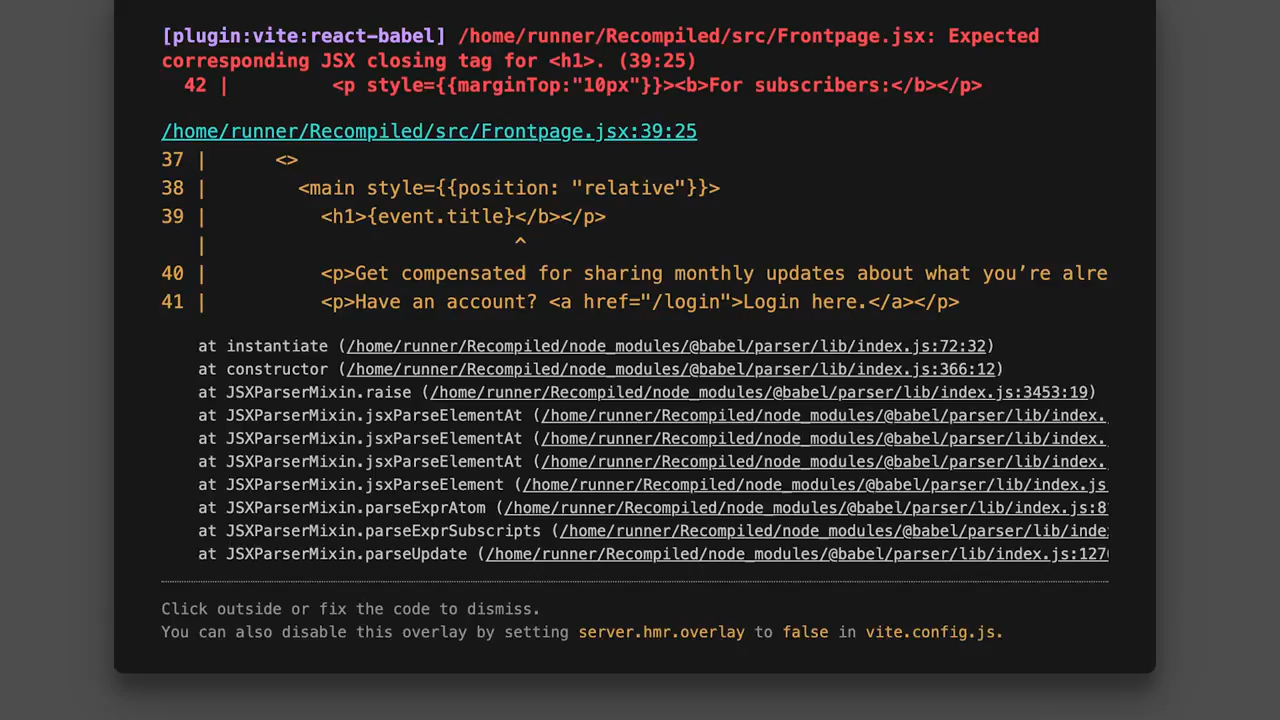 [plugin:vite:react-babel] /home/runner/Recompiled/src/Frontpage.jsx: Expected
corresponding JSX closing tag for <h1>. (39:25)
42 | <p style={{marginTop:"10px"}}><b>For subscribers:</b></p>
/home/runner/Recompiled/src/Frontpage.jsx:39:25
37 | <>
38 | <main style={{position: "relative"}}>
39 | <h1>{event.title}</b></p>
| ^
40 | <p>Get compensated for sharing monthly updates about what you’re alre
41 | <p>Have an account? <a href="/login">Login here.</a></p>
at instantiate (/home/runner/Recompiled/node_modules/@babel/parser/lib/index.js:72:32)
at constructor (/home/runner/Recompiled/node_modules/@babel/parser/lib/index.js:366:12)
at JSXParserMixin.raise (/home/runner/Recompiled/node_modules/@babel/parser/lib/index.js:3453:19)
at JSXParserMixin.jsxParseElementAt (/home/runner/Recompiled/node_modules/@babel/parser/lib/index.
at JSXParserMixin.jsxParseElementAt (/home/runner/Recompiled/node_modules/@babel/parser/lib/index.
at JSXParserMixin.jsxParseElementAt (/home/runner/Recompiled/node_modules/@babel/parser/lib/index.
at JSXParserMixin.jsxParseElement (/home/runner/Recompiled/node_modules/@babel/parser/lib/index.js
at JSXParserMixin.parseExprAtom (/home/runner/Recompiled/node_modules/@babel/parser/lib/index.js:8
at JSXParserMixin.parseExprSubscripts (/home/runner/Recompiled/node_modules/@babel/parser/lib/inde
at JSXParserMixin.parseUpdate (/home/runner/Recompiled/node_modules/@babel/parser/lib/index.js:127
Click outside or fix the code to dismiss.
You can also disable this overlay by setting server.hmr.overlay to false in vite.config.js.